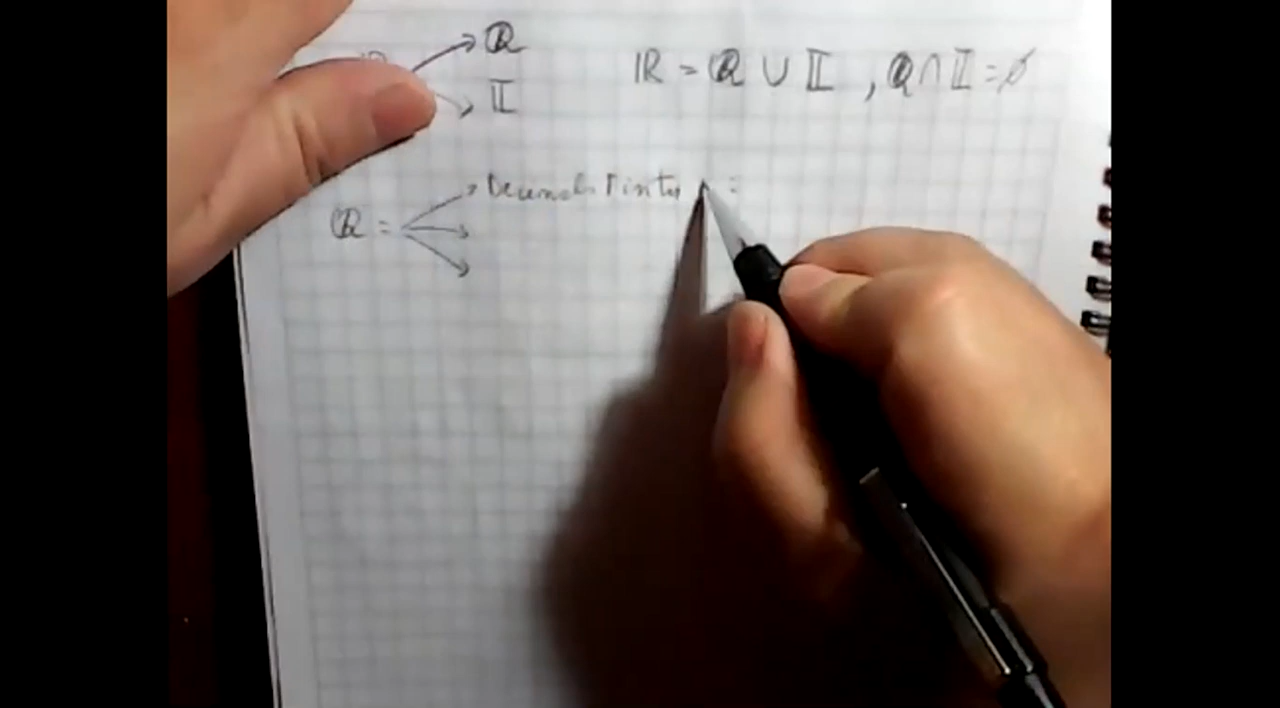 ℝ → ℚ
𝕀
ℝ = ℚ ∪ 𝕀 , ℚ ∩ 𝕀 = ∅
ℚ = → Decimales Finitos :